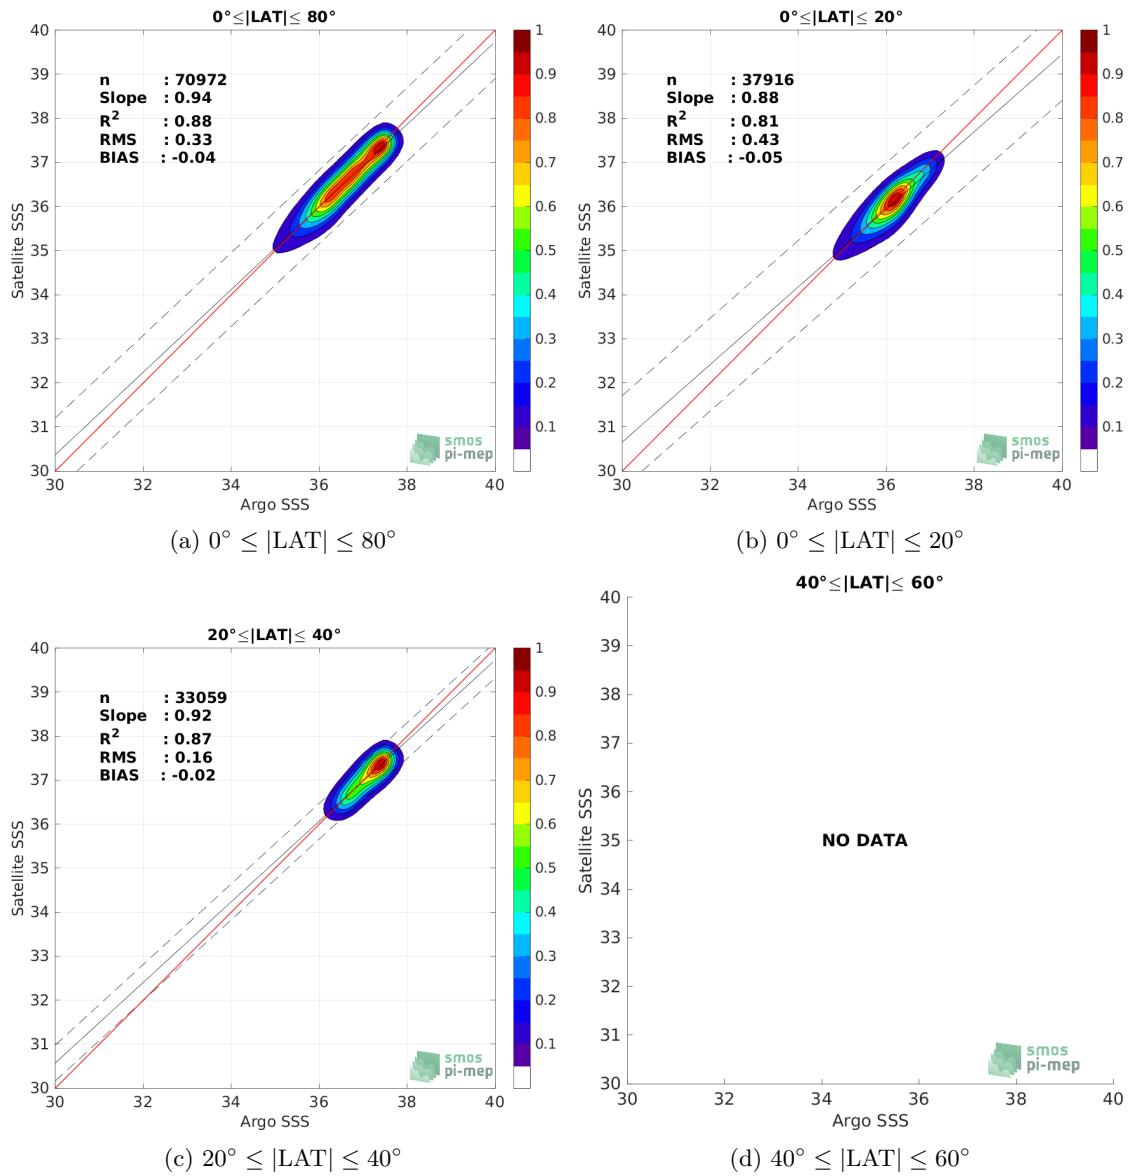 0°≤|LAT|≤ 80°
n : 70972
Slope : 0.94
R² : 0.88
RMS : 0.33
BIAS : -0.04
40
39
38
37
36
35
34
33
32
31
30
30 32 34 36 38 40
Satellite SSS
Argo SSS
1
0.9
0.8
0.7
0.6
0.5
0.4
0.3
0.2
0.1
smos
pi-mep
(a) 0° ≤ |LAT| ≤ 80°
0°≤|LAT|≤ 20°
n : 37916
Slope : 0.88
R² : 0.81
RMS : 0.43
BIAS : -0.05
40
39
38
37
36
35
34
33
32
31
30
30 32 34 36 38 40
Satellite SSS
Argo SSS
1
0.9
0.8
0.7
0.6
0.5
0.4
0.3
0.2
0.1
smos
pi-mep
(b) 0° ≤ |LAT| ≤ 20°
20°≤|LAT|≤ 40°
n : 33059
Slope : 0.92
R² : 0.87
RMS : 0.16
BIAS : -0.02
40
39
38
37
36
35
34
33
32
31
30
30 32 34 36 38 40
Satellite SSS
Argo SSS
1
0.9
0.8
0.7
0.6
0.5
0.4
0.3
0.2
0.1
smos
pi-mep
(c) 20° ≤ |LAT| ≤ 40°
40°≤|LAT|≤ 60°
NO DATA
40
39
38
37
36
35
34
33
32
31
30
30 32 34 36 38 40
Satellite SSS
Argo SSS
smos
pi-mep
(d) 40° ≤ |LAT| ≤ 60°